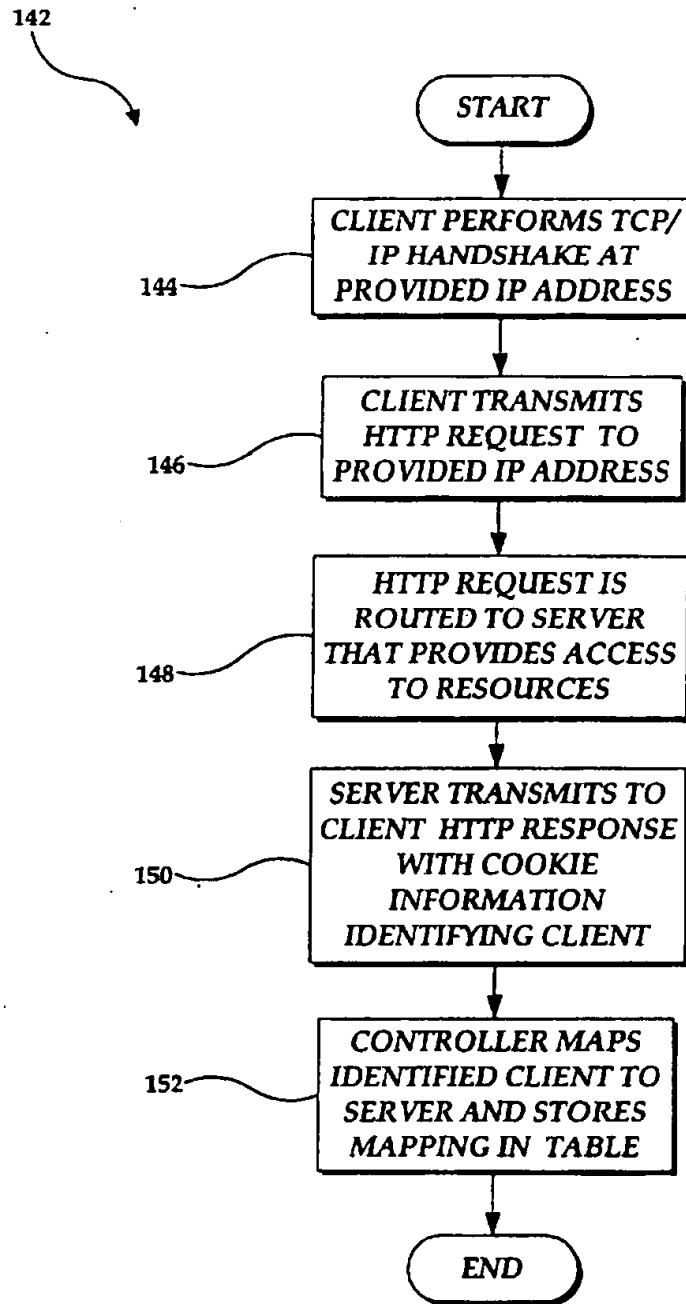 142
START
CLIENT PERFORMS TCP/
IP HANDSHAKE AT
PROVIDED IP ADDRESS
144
CLIENT TRANSMITS
HTTP REQUEST TO
PROVIDED IP ADDRESS
146
HTTP REQUEST IS
ROUTED TO SERVER
THAT PROVIDES ACCESS
TO RESOURCES
148
SERVER TRANSMITS TO
CLIENT HTTP RESPONSE
WITH COOKIE
INFORMATION
IDENTIFYING CLIENT
150
CONTROLLER MAPS
IDENTIFIED CLIENT TO
SERVER AND STORES
MAPPING IN TABLE
152
END